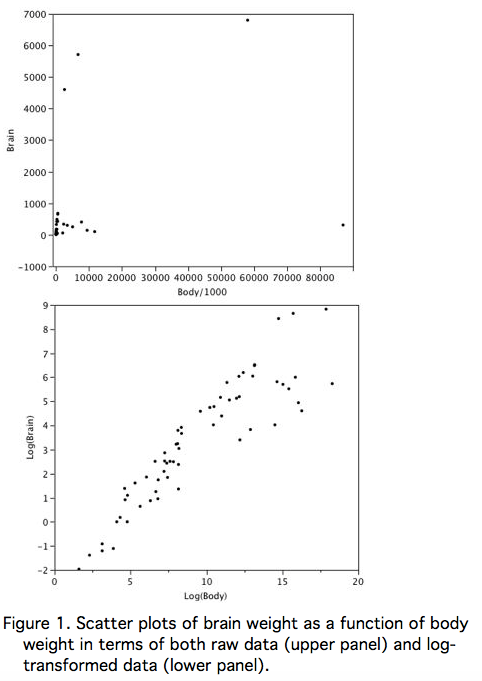 7000
6000
5000
4000
3000
2000
1000
0
-1000
Brain
0 10000 20000 30000 40000 50000 60000 70000 80000
Body/1000
9
8
7
6
5
4
3
2
1
0
-1
-2
Log(Brain)
0 5 10 15 20
Log(Body)
Figure 1. Scatter plots of brain weight as a function of body
weight in terms of both raw data (upper panel) and log-
transformed data (lower panel).